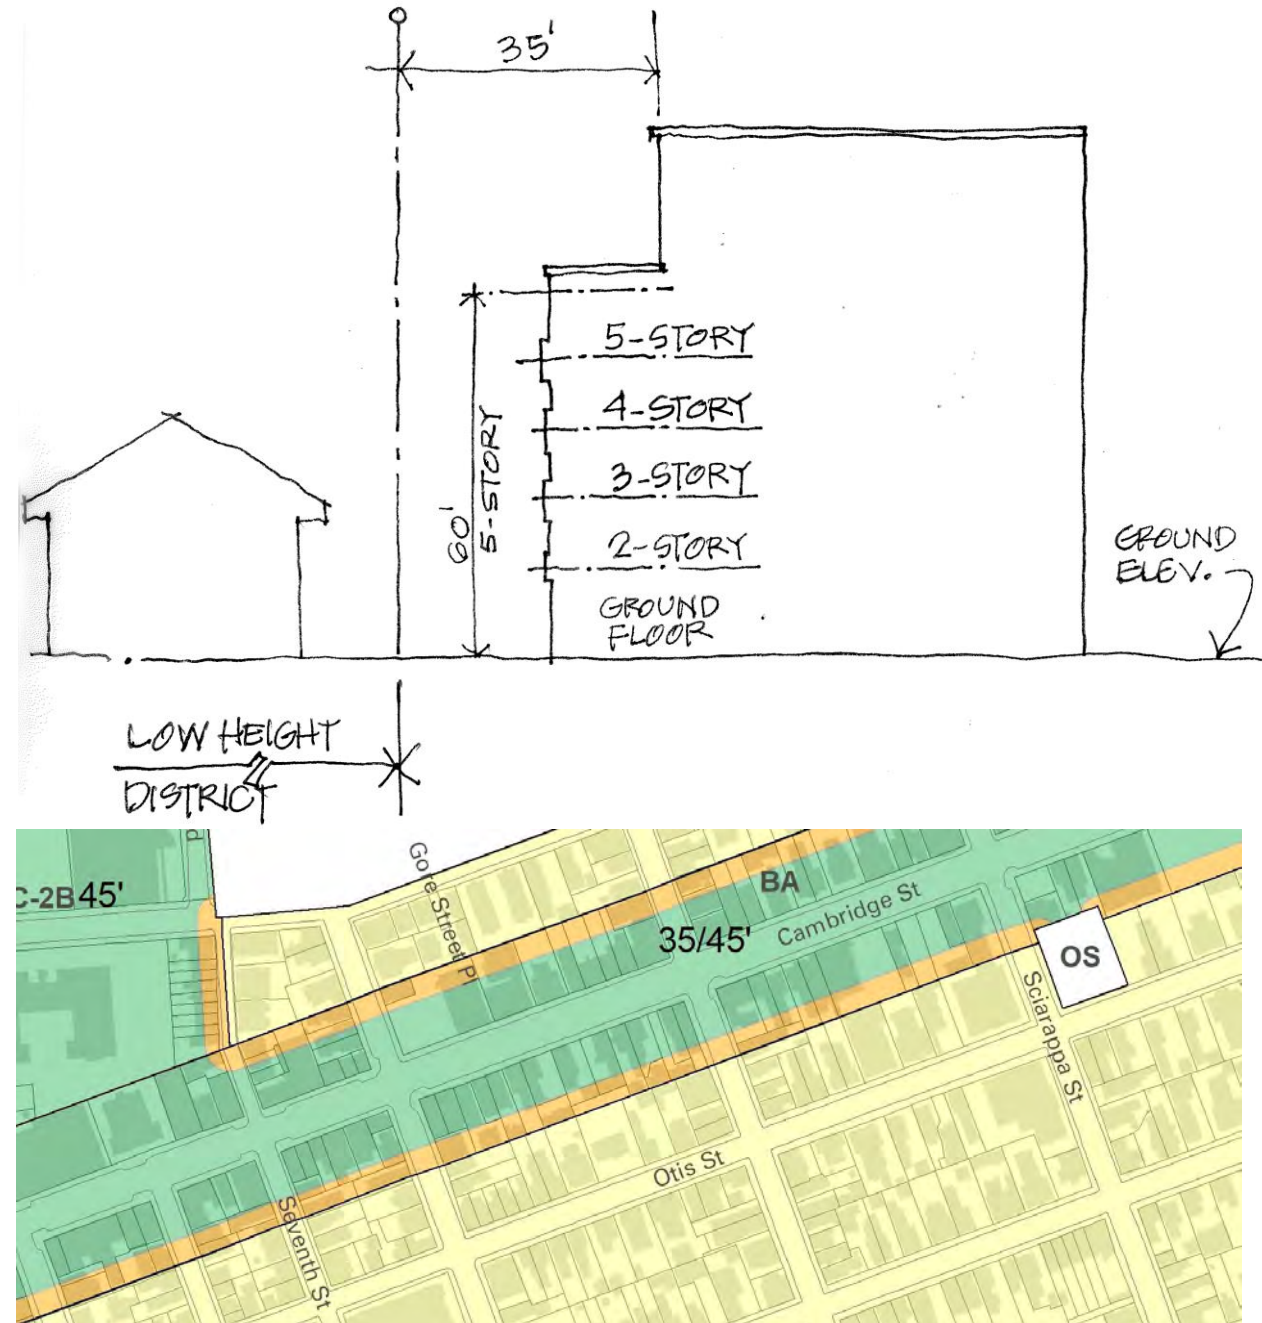 35'
5-STORY
4-STORY
3-STORY
2-STORY
GROUND
FLOOR
60'
5-STORY
GROUND
ELEV.
LOW HEIGHT
DISTRICT
d
Gore Street Pl
C-2B 45'
BA
35/45'
Cambridge St
OS
Sciarappa St
Otis St
Seventh St